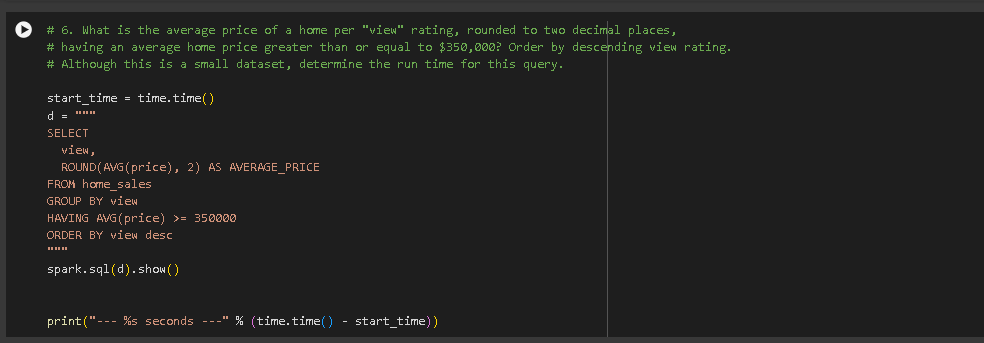 # 6. What is the average price of a home per "view" rating, rounded to two decimal places,
# having an average home price greater than or equal to $350,000? Order by descending view rating.
# Although this is a small dataset, determine the run time for this query.
start_time = time.time()
d = """
SELECT
view,
ROUND(AVG(price), 2) AS AVERAGE_PRICE
FROM home_sales
GROUP BY view
HAVING AVG(price) >= 350000
ORDER BY view desc
"""
spark.sql(d).show()
print("--- %s seconds ---" % (time.time() - start_time))